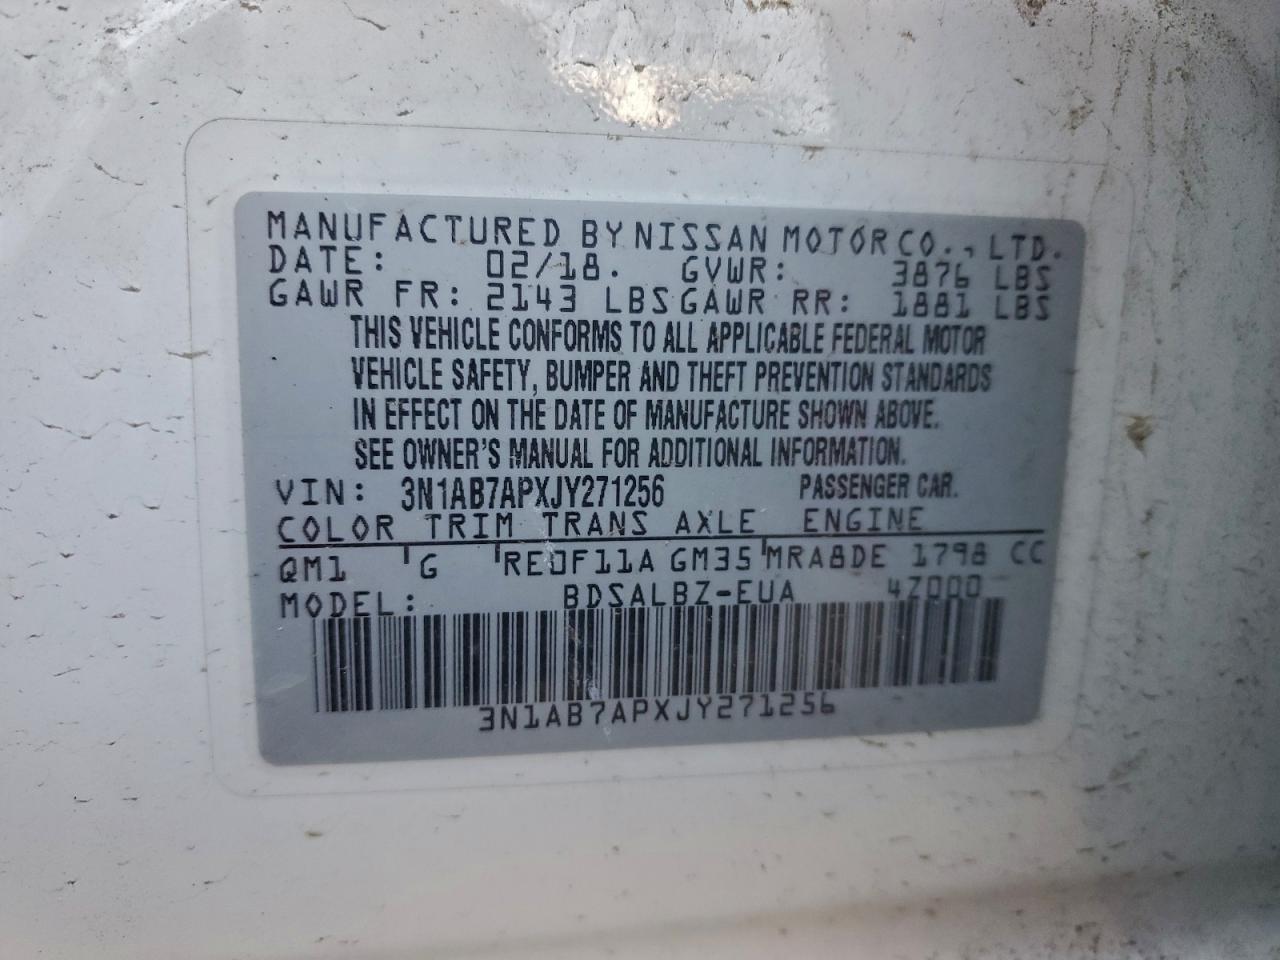 MANUFACTURED BY NISSAN MOTOR CO., LTD.
DATE: 02/18. GVWR: 3876 LBS
GAWR FR: 2143 LBS GAWR RR: 1881 LBS
THIS VEHICLE CONFORMS TO ALL APPLICABLE FEDERAL MOTOR
VEHICLE SAFETY, BUMPER AND THEFT PREVENTION STANDARDS
IN EFFECT ON THE DATE OF MANUFACTURE SHOWN ABOVE.
SEE OWNER'S MANUAL FOR ADDITIONAL INFORMATION.
VIN: 3N1AB7APXJY271256 PASSENGER CAR.
COLOR TRIM TRANS AXLE ENGINE
QM1 G RE0F11A GM35 MRA8DE 1798 CC
MODEL: BDSALBZ-EUA 4Z000
3N1AB7APXJY271256